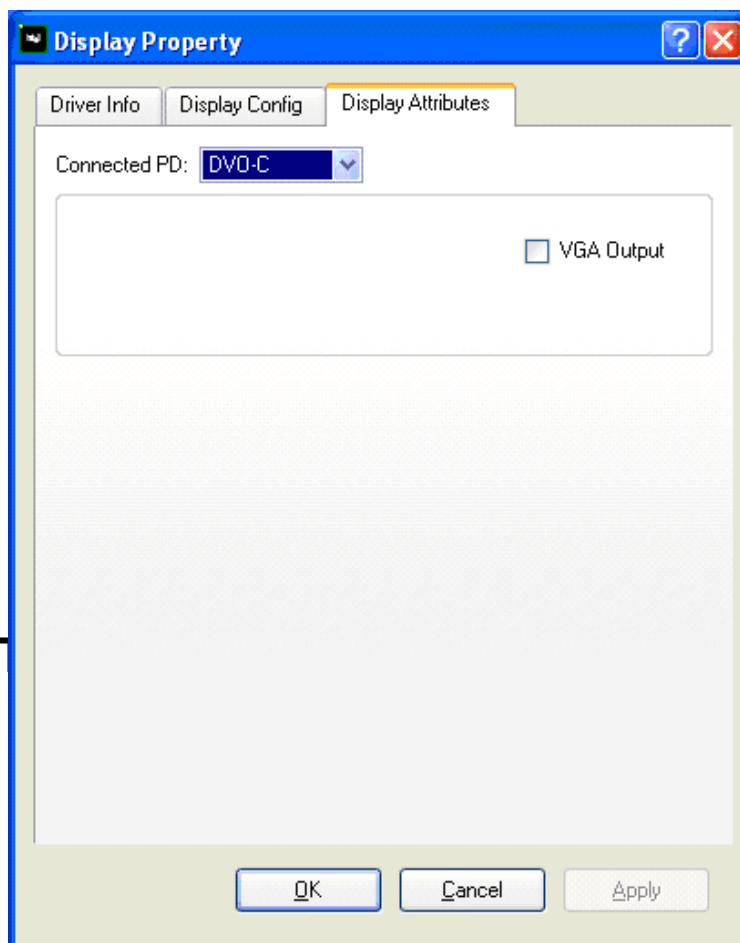 Display Property
Driver Info Display Config Display Attributes
Connected PD: DVO-C
VGA Output
OK Cancel Apply